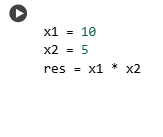 x1 = 10
x2 = 5
res = x1 * x2